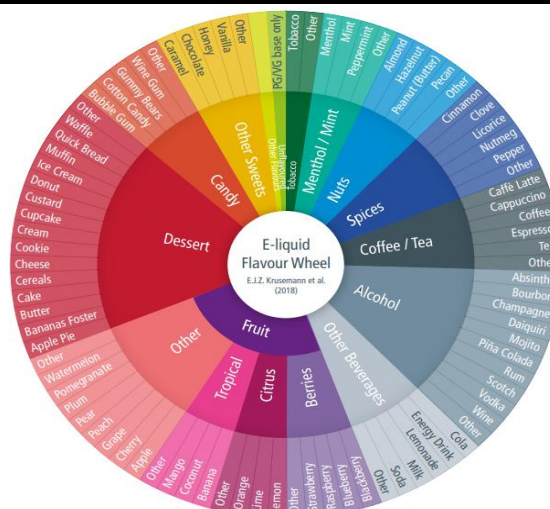 E-liquid
Flavour Wheel
E.J.Z. Krusemann et al.
(2018)
Tobacco
Tobacco
Other
Menthol / Mint
Menthol
Mint
Peppermint
Other
Nuts
Almond
Hazelnut
Peanut (Butter)
Pecan
Other
Spices
Cinnamon
Clove
Licorice
Nutmeg
Pepper
Other
Coffee / Tea
Caffè Latte
Cappuccino
Coffee
Espresso
Alcohol
Bourbon
Champagne
Daiquiri
Mojito
Piña Colada
Rum
Scotch
Vodka
Wine
Other
Other Beverages
Cola
Energy Drink
Lemonade
Milk
Soda
Other
Fruit
Berries
Blackberry
Blueberry
Raspberry
Strawberry
Other
Citrus
Orange
Other
Tropical
Banana
Coconut
Mango
Other
Other
Apple
Cherry
Grape
Peach
Pear
Plum
Pomegranate
Watermelon
Other
Dessert
Apple Pie
Bananas Foster
Butter
Cake
Cereals
Cheese
Cookie
Cream
Cupcake
Custard
Donut
Ice Cream
Muffin
Quick Bread
Waffle
Other
Candy
Bubble Gum
Cotton Candy
Gummy Bears
Wine Gum
Other
Other Sweets
Caramel
Chocolate
Honey
Vanilla
Other
Other Flavours
Unflavoured
PG/VG base only